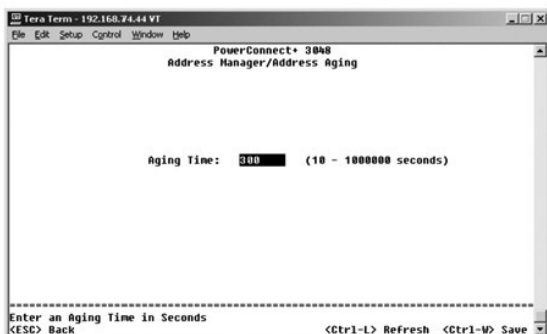 Tera Term - 192.168.74.44 VT
File Edit Setup Control Window Help
PowerConnect+ 3048
Address Manager/Address Aging
Aging Time: 300 (10 - 1000000 seconds)
Enter an Aging Time in Seconds
<ESC> Back <Ctrl-L> Refresh <Ctrl-W> Save